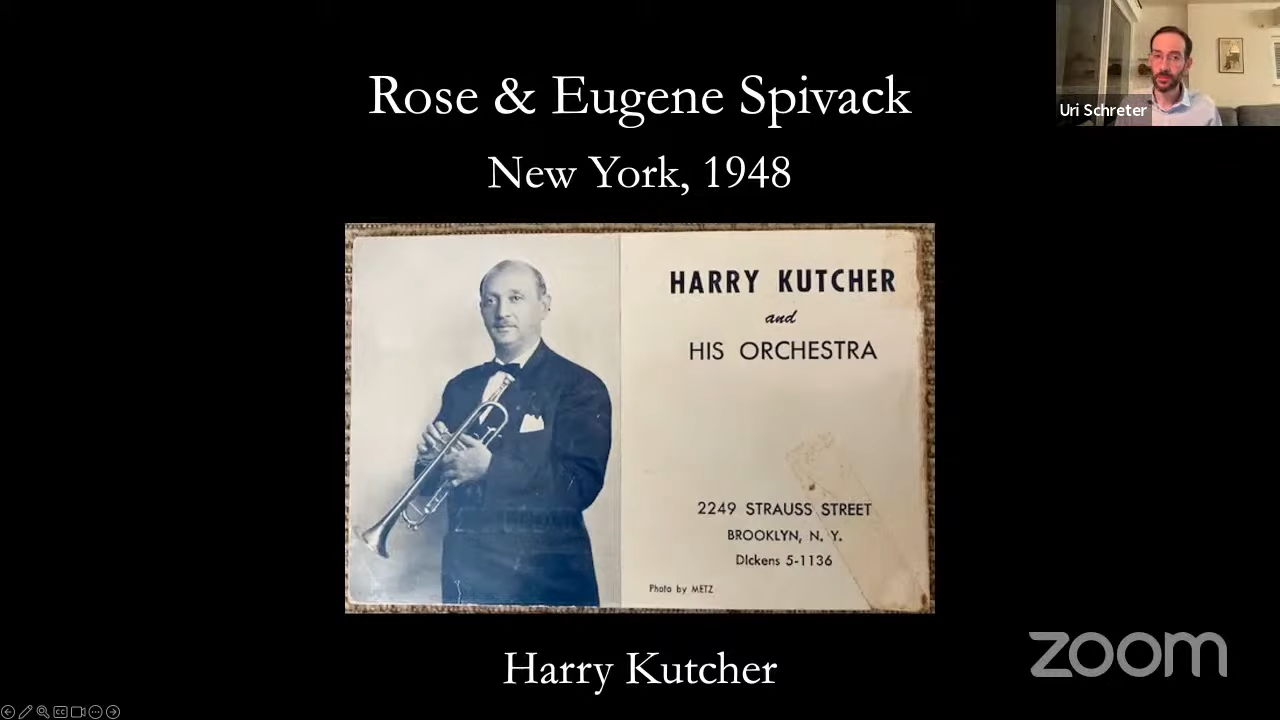 Rose & Eugene Spivack
New York, 1948
Uri Schreter
HARRY KUTCHER
and
HIS ORCHESTRA
2249 STRAUSS STREET
BROOKLYN, N. Y.
DIckens 5-1136
Photo by METZ
Harry Kutcher
zoom
CC